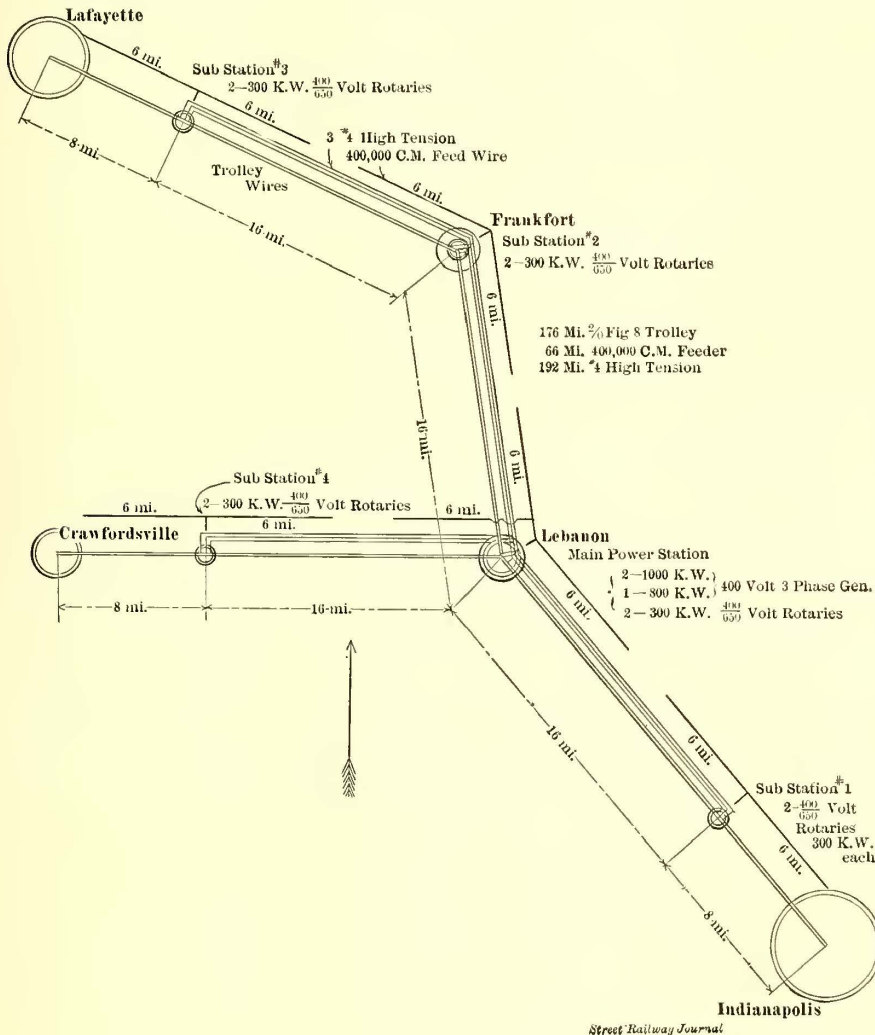 Lafayette
6 mi.
Sub Station #3
2—300 K.W. 400/650 Volt Rotaries
6 mi.
3 #4 High Tension
400,000 C.M. Feed Wire
8-mi.
Trolley
Wires
6 mi.
16-mi.
Frankfort
Sub Station #2
2—300 K.W. 400/650 Volt Rotaries
6 mi.
176 Mi. 2/0 Fig 8 Trolley
66 Mi. 400,000 C.M. Feeder
192 Mi. #4 High Tension
16-mi.
6 mi.
Sub Station #4
6 mi.
2—300 K.W. 400/650 Volt Rotaries
6 mi.
6 mi.
Crawfordsville
Lebanon
Main Power Station
2—1000 K.W.
1—800 K.W.
400 Volt 3 Phase Gen.
2—300 K.W. 400/650 Volt Rotaries
8 mi.
16-mi.
6 mi.
16 mi.
6 mi.
Sub Station #1
2-400/650 Volt
Rotaries
300 K.W.
each
6 mi.
8-mi.
Indianapolis
Street Railway Journal